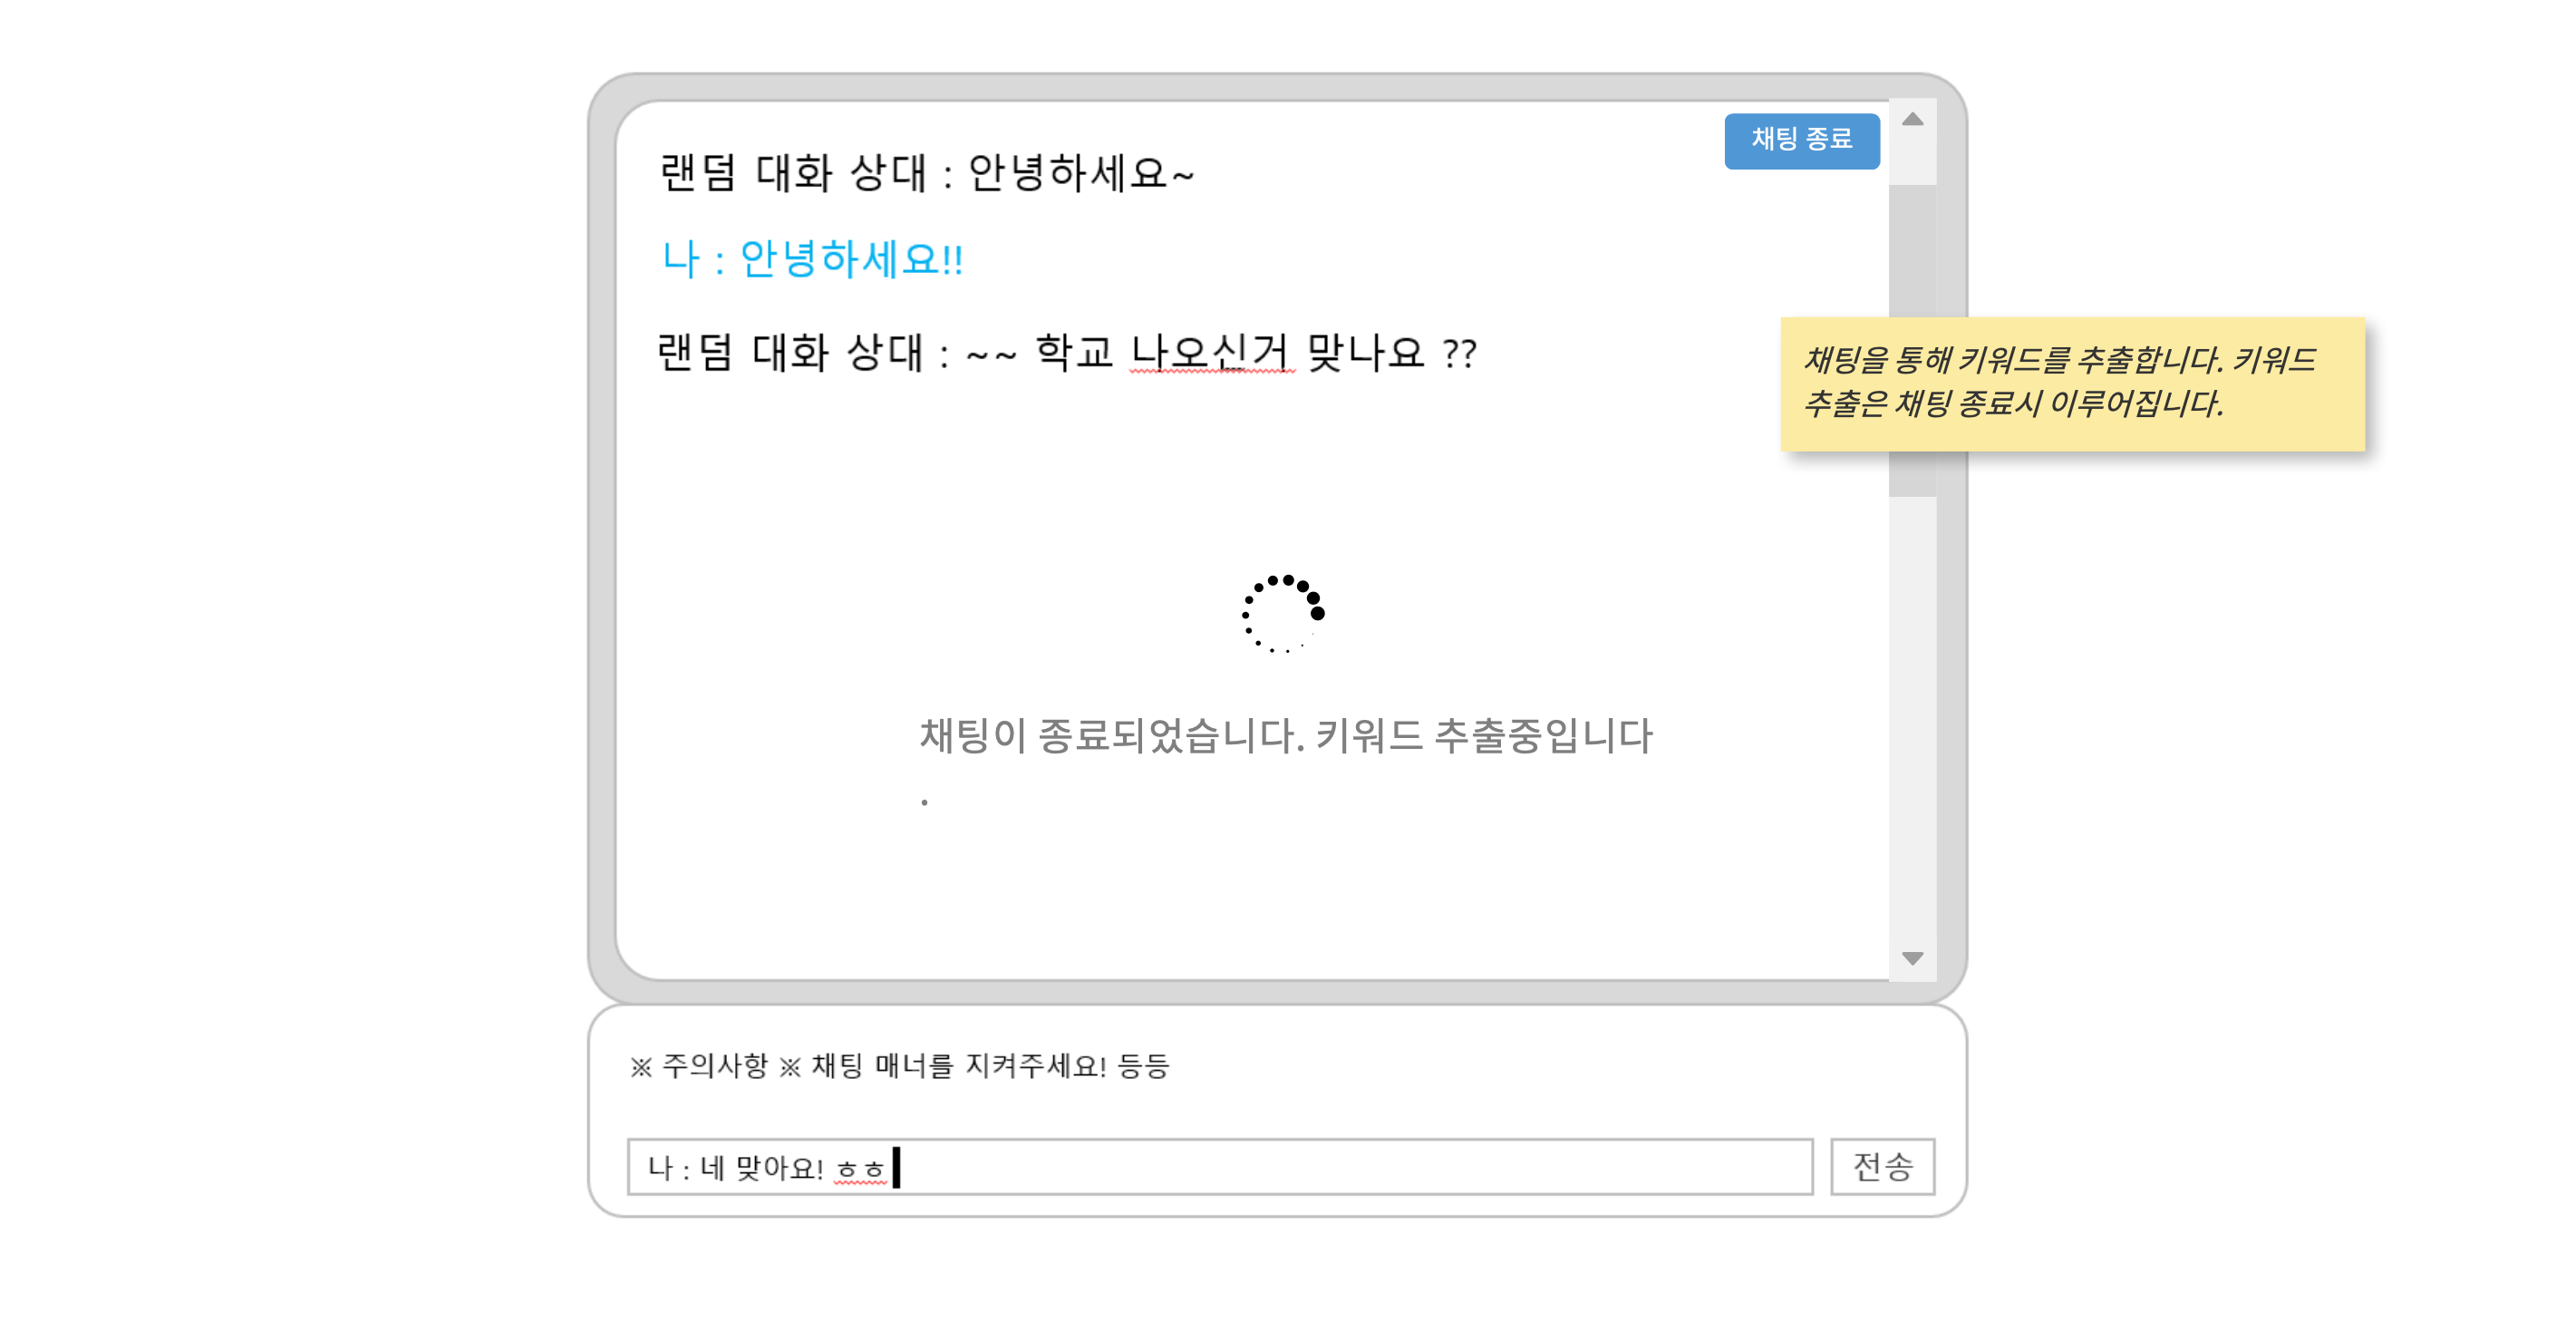 채팅 종료
랜덤 대화 상대 : 안녕하세요~
나 : 안녕하세요!!
랜덤 대화 상대 : ~~ 학교 나오신거 맞나요 ??
채팅을 통해 키워드를 추출합니다. 키워드
추출은 채팅 종료시 이루어집니다.
채팅이 종료되었습니다. 키워드 추출중입니다
.
※ 주의사항 ※ 채팅 매너를 지켜주세요! 등등
나 : 네 맞아요! ㅎㅎ
전송